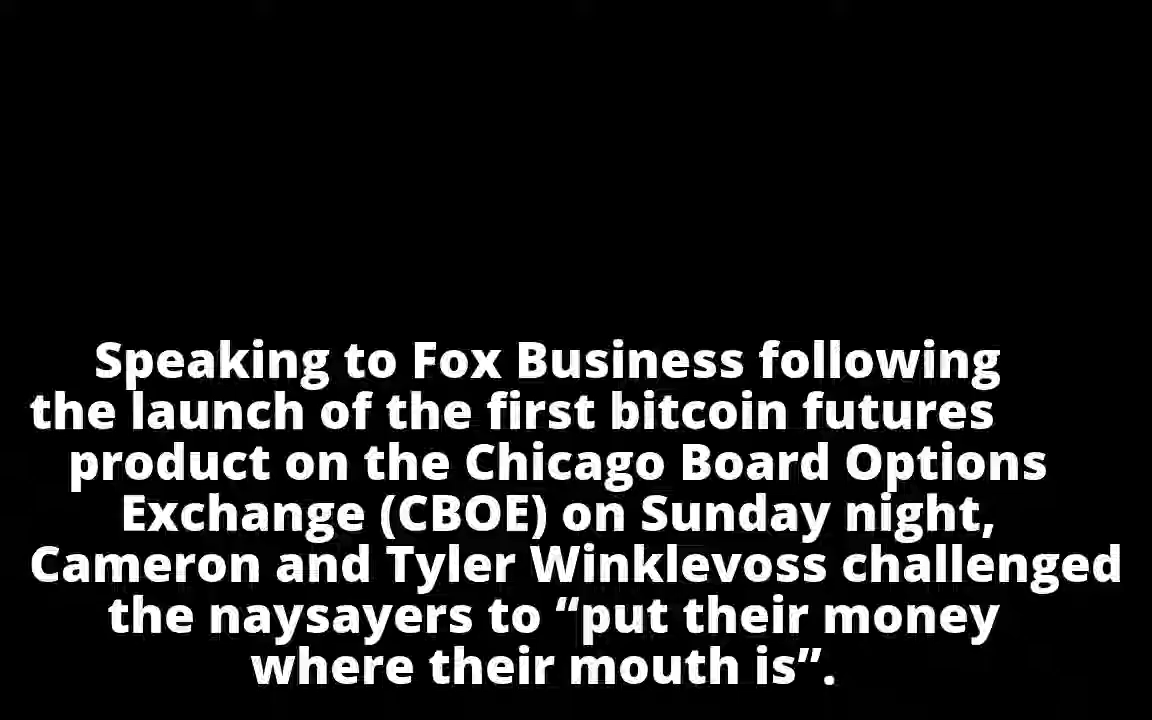 Speaking to Fox Business following
the launch of the first bitcoin futures
product on the Chicago Board Options
Exchange (CBOE) on Sunday night,
Cameron and Tyler Winklevoss challenged
the naysayers to “put their money
where their mouth is”.